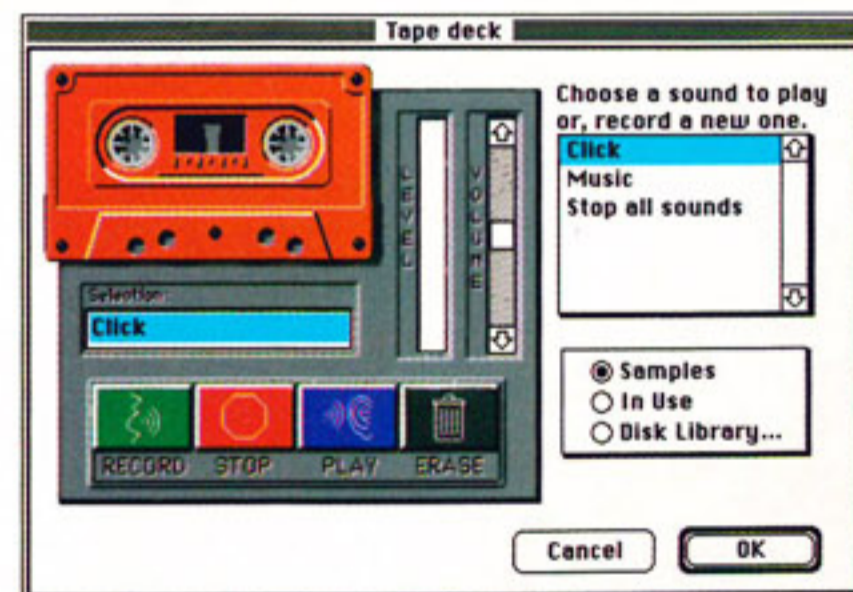 Tape deck
LEVEL
VOLUME
Selection:
Click
RECORD
STOP
PLAY
ERASE
Choose a sound to play
or, record a new one.
Click
Music
Stop all sounds
Samples
In Use
Disk Library...
Cancel
OK